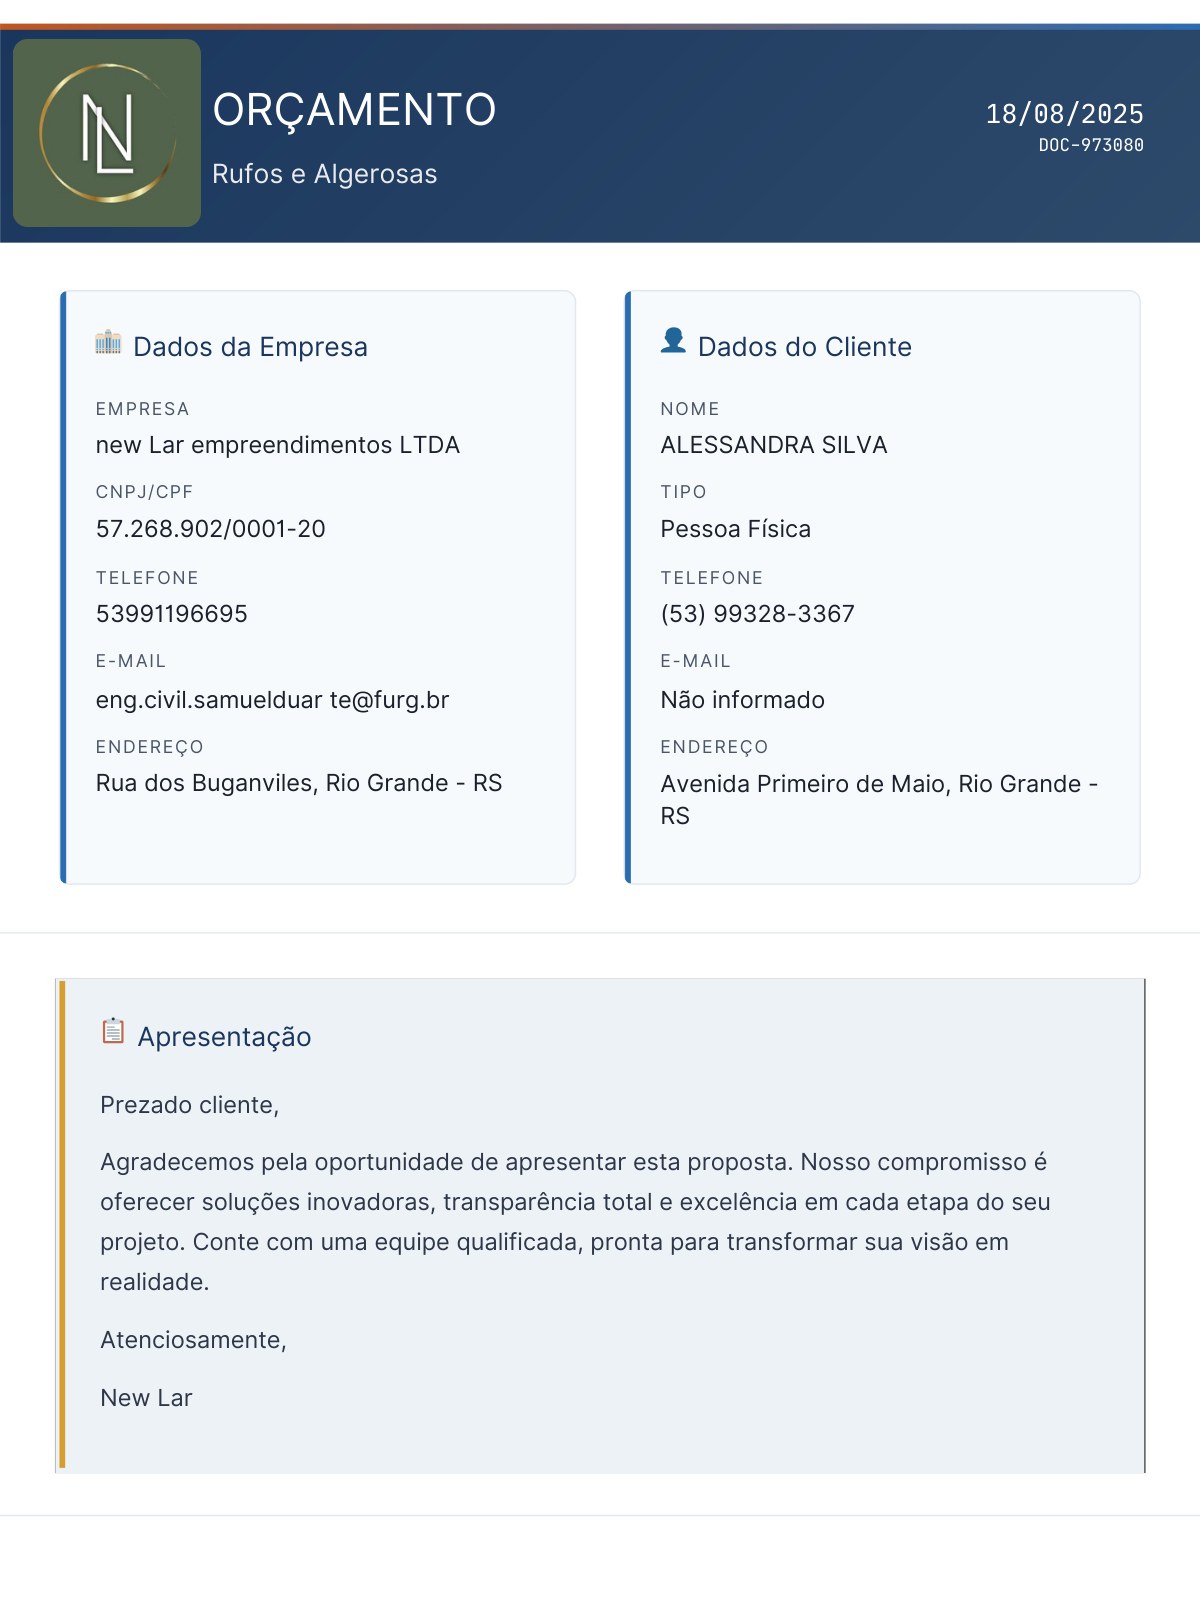 NL
ORÇAMENTO
Rufos e Algerosas
18/08/2025
DOC-973080
Dados da Empresa
EMPRESA
new Lar empreendimentos LTDA
CNPJ/CPF
57.268.902/0001-20
TELEFONE
53991196695
E-MAIL
eng.civil.samuelduar te@furg.br
ENDEREÇO
Rua dos Buganviles, Rio Grande - RS
Dados do Cliente
NOME
ALESSANDRA SILVA
TIPO
Pessoa Física
TELEFONE
(53) 99328-3367
E-MAIL
Não informado
ENDEREÇO
Avenida Primeiro de Maio, Rio Grande -
RS
Apresentação
Prezado cliente,
Agradecemos pela oportunidade de apresentar esta proposta. Nosso compromisso é
oferecer soluções inovadoras, transparência total e excelência em cada etapa do seu
projeto. Conte com uma equipe qualificada, pronta para transformar sua visão em
realidade.
Atenciosamente,
New Lar